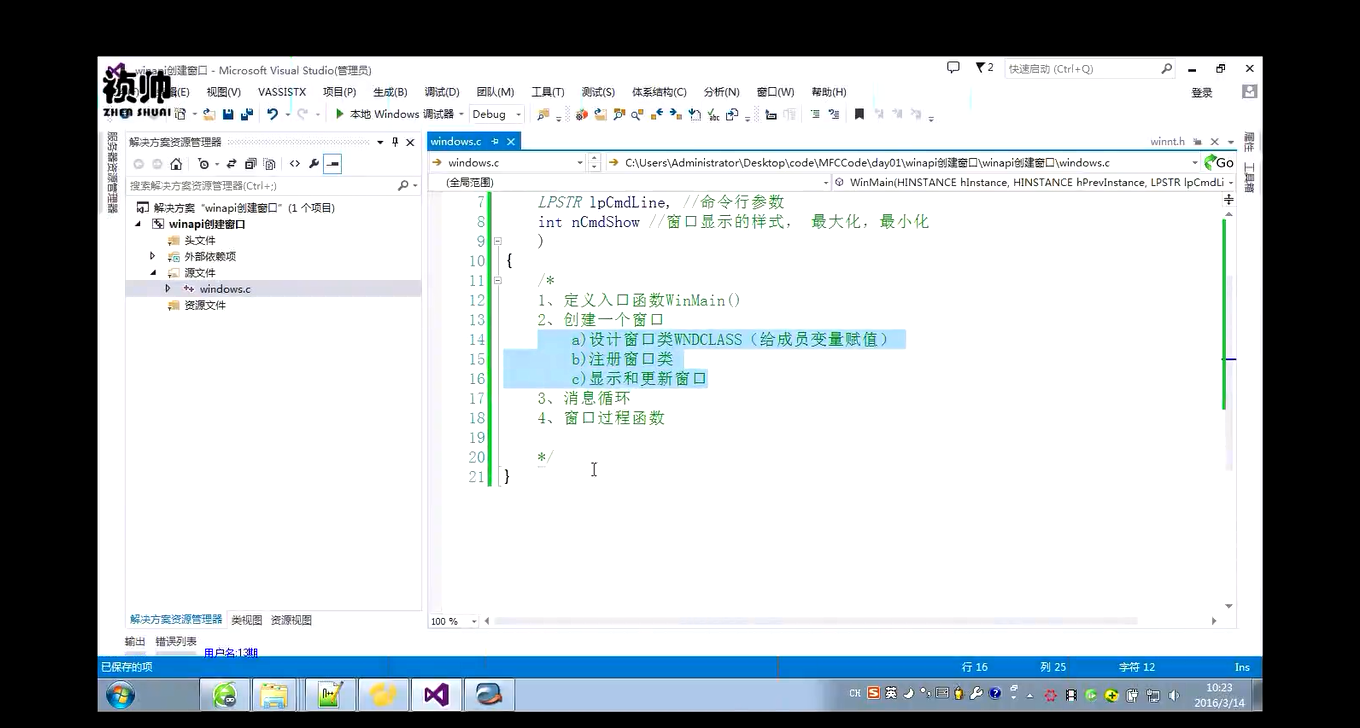 winapi创建窗口 - Microsoft Visual Studio(管理员)
2
快速启动 (Ctrl+Q)
祯帅
ZHEN SHUAI
视图(V) VASSISTX 项目(P) 生成(B) 调试(D) 团队(M) 工具(T) 测试(S) 体系结构(C) 分析(N) 窗口(W) 帮助(H)
登录
本地 Windows 调试器 Debug
服务器资源管理器
解决方案资源管理器
搜索解决方案资源管理器(Ctrl+;)
解决方案 "winapi创建窗口" (1 个项目)
winapi创建窗口
头文件
外部依赖项
源文件
windows.c
资源文件
解决方案资源管理器 类视图 资源视图
windows.c
winnt.h
windows.c
C:\Users\Administrator\Desktop\code\MFCCode\day01\winapi创建窗口\winapi创建窗口\windows.c
Go
(全局范围)
WinMain(HINSTANCE hInstance, HINSTANCE hPrevInstance, LPSTR lpCmdLi
7 LPSTR lpCmdLine, //命令行参数
8 int nCmdShow //窗口显示的样式， 最大化，最小化
9 )
10 {
11 /*
12 1、定义入口函数WinMain()
13 2、创建一个窗口
14 a)设计窗口类WNDCLASS（给成员变量赋值）
15 b)注册窗口类
16 c)显示和更新窗口
17 3、消息循环
18 4、窗口过程函数
19
20 */
21 }
100 %
属性
工具箱
输出 错误列表
用户名:13期
已保存的项
行 16 列 25 字符 12 Ins
CH
英
10:23
2016/3/14